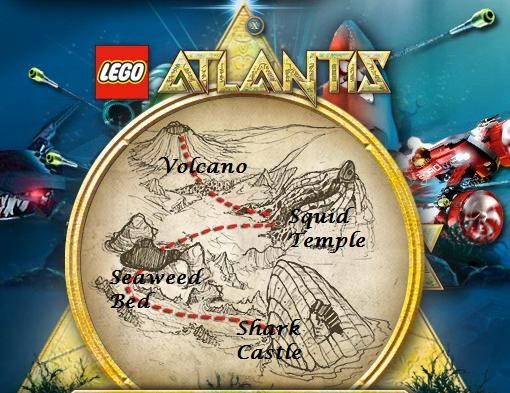 X
LEGO ATLANTIS
Volcano
Squid
Temple
Seaweed
Bed
Shark
Castle